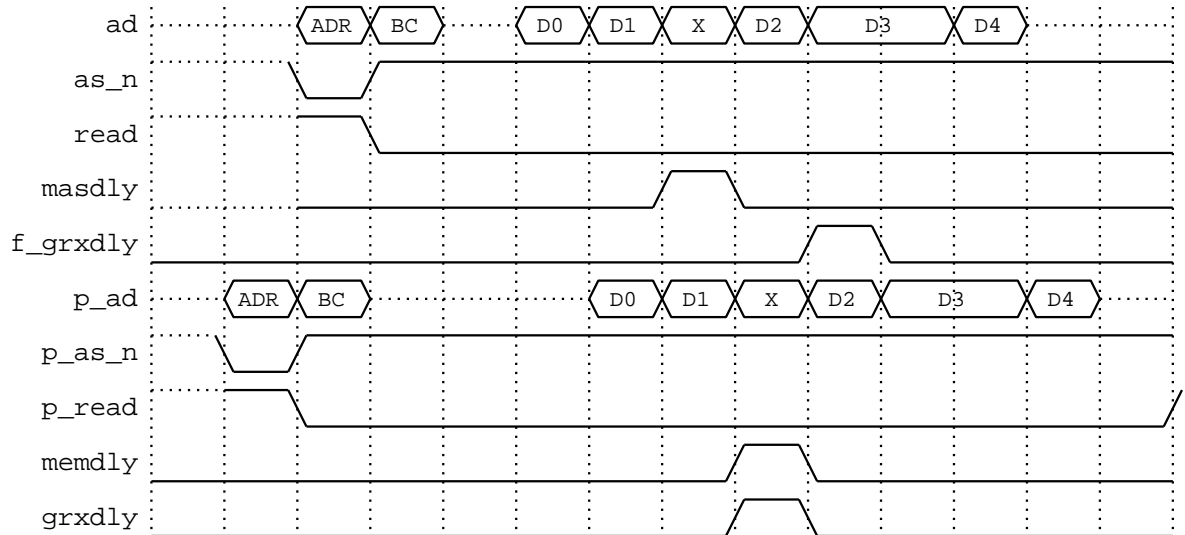 ad ADR BC D0 D1 X D2 D3 D4
as_n
read
masdly
f_grxdly
p_ad ADR BC D0 D1 X D2 D3 D4
p_as_n
p_read
memdly
grxdly